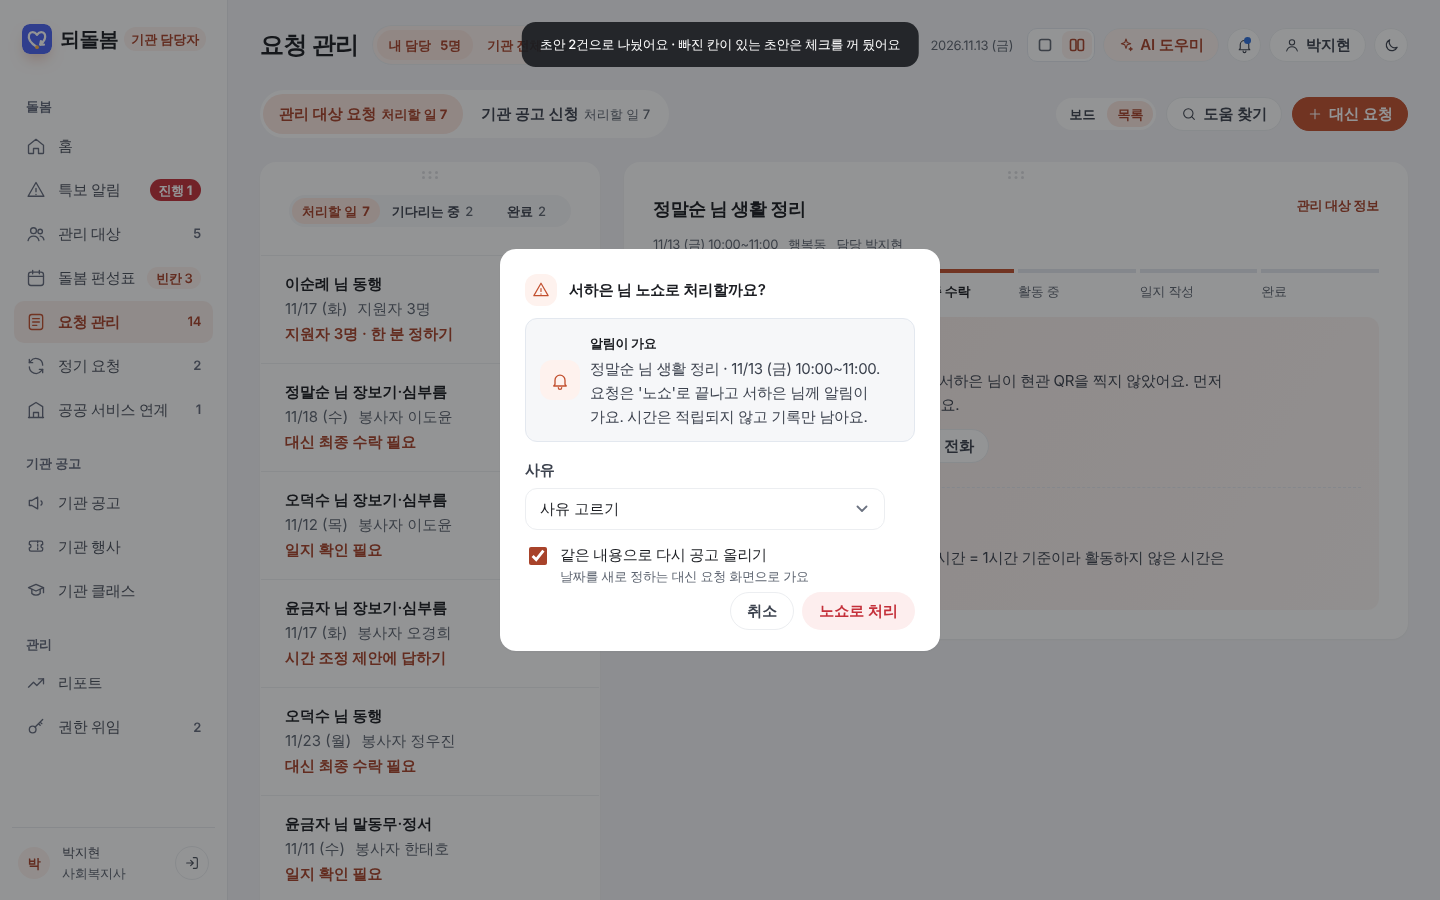 되돌봄 기관 담당자
요청 관리
내 담당 5명
기관 전
초안 2건으로 나눴어요 · 빠진 칸이 있는 초안은 체크를 꺼 뒀어요
2026.11.13 (금)
AI 도우미
박지현
돌봄
홈
특보 알림 진행 1
관리 대상 5
돌봄 편성표 빈칸 3
요청 관리 14
정기 요청 2
공공 서비스 연계 1
기관 공고
기관 공고
기관 행사
기관 클래스
관리
리포트
권한 위임 2
박 박지현
사회복지사
관리 대상 요청 처리할 일 7
기관 공고 신청 처리할 일 7
보드 목록
도움 찾기
대신 요청
처리할 일 7
기다리는 중 2
완료 2
이순례 님 동행
11/17 (화) 지원자 3명
지원자 3명 · 한 분 정하기
정말순 님 장보기·심부름
11/18 (수) 봉사자 이도윤
대신 최종 수락 필요
오덕수 님 장보기·심부름
11/12 (목) 봉사자 이도윤
일지 확인 필요
윤금자 님 장보기·심부름
11/17 (화) 봉사자 오경희
시간 조정 제안에 답하기
오덕수 님 동행
11/23 (월) 봉사자 정우진
대신 최종 수락 필요
윤금자 님 말동무·정서
11/11 (수) 봉사자 한태호
일지 확인 필요
정말순 님 생활 정리
관리 대상 정보
11/13 (금) 10:00~11:00 행복동 담당 박지현
수락
활동 중
일지 작성
완료
서하은 님이 현관 QR을 찍지 않았어요. 먼저
요.
전화
시간 = 1시간 기준이라 활동하지 않은 시간은
서하은 님 노쇼로 처리할까요?
알림이 가요
정말순 님 생활 정리 · 11/13 (금) 10:00~11:00.
요청은 '노쇼'로 끝나고 서하은 님께 알림이
가요. 시간은 적립되지 않고 기록만 남아요.
사유
사유 고르기
같은 내용으로 다시 공고 올리기
날짜를 새로 정하는 대신 요청 화면으로 가요
취소
노쇼로 처리